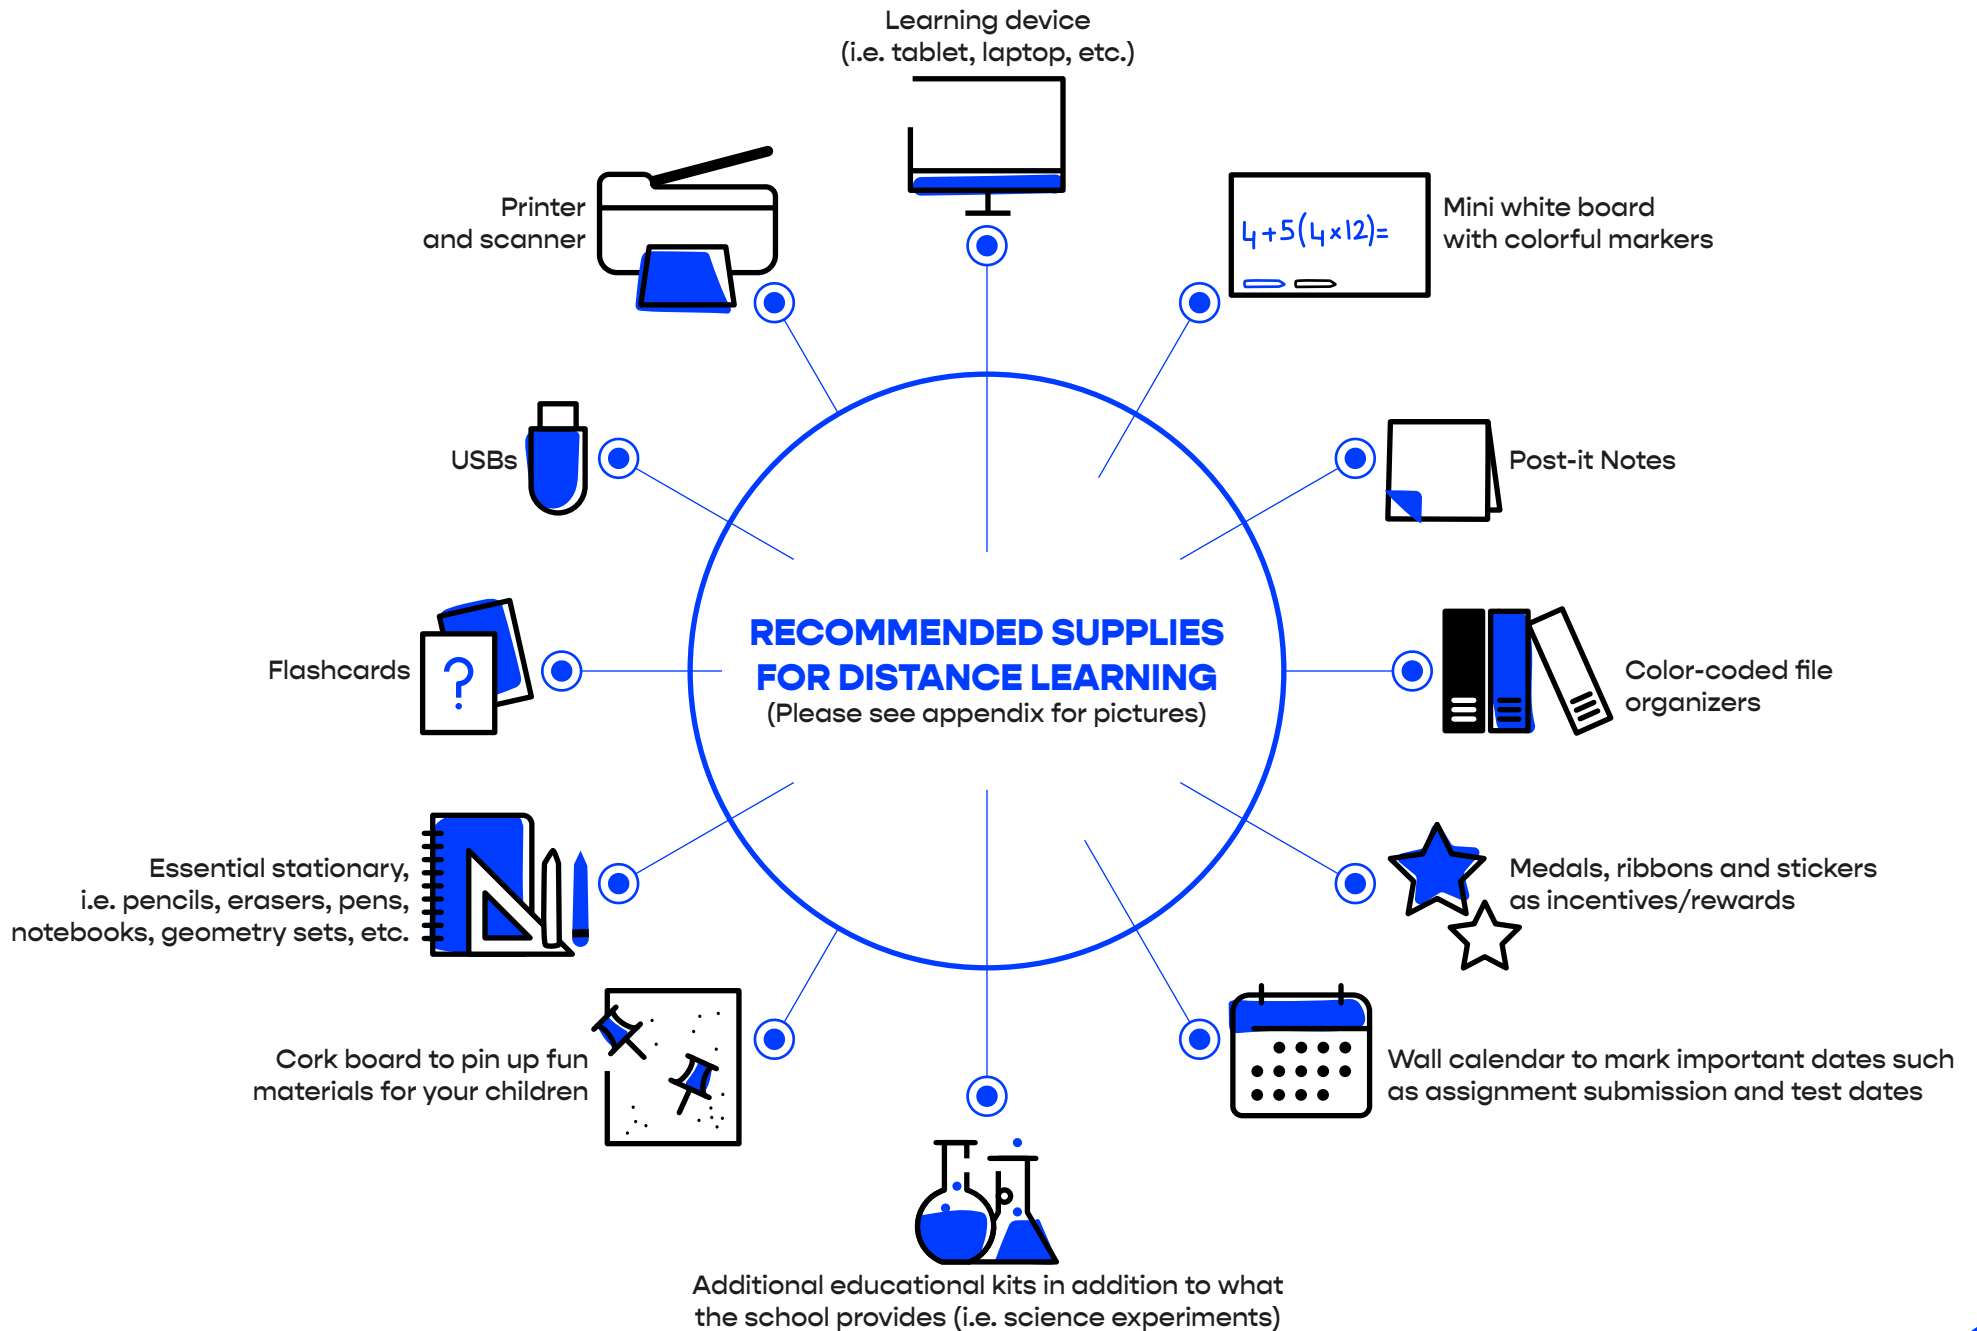 Learning device
(i.e. tablet, laptop, etc.)
Printer
and scanner
4+5(4×12)=
Mini white board
with colorful markers
USBs
Post-it Notes
RECOMMENDED SUPPLIES
FOR DISTANCE LEARNING
(Please see appendix for pictures)
Flashcards
?
Color-coded file
organizers
Essential stationary,
i.e. pencils, erasers, pens,
notebooks, geometry sets, etc.
Medals, ribbons and stickers
as incentives/rewards
Cork board to pin up fun
materials for your children
Wall calendar to mark important dates such
as assignment submission and test dates
Additional educational kits in addition to what
the school provides (i.e. science experiments)